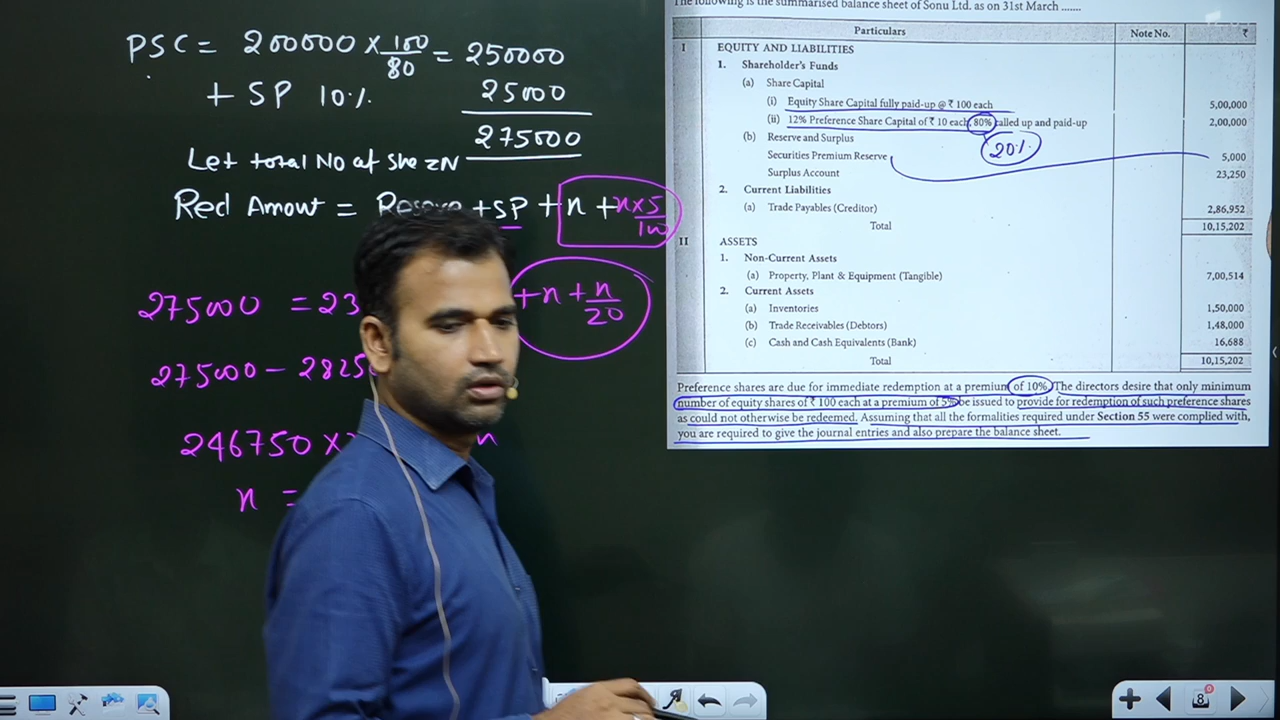 PSC = 200000 × 100/80 = 250000
+ SP 10% 25000
275000
Let total No of She = N
Red Amount = Reserve + SP + n + n×5/100
275000 = 23 + n + n/20
275000 - 2825
246750 × n
n =
The following is the summarised balance sheet of Sonu Ltd. as on 31st March .......
Particulars Note No. ₹
I EQUITY AND LIABILITIES
1. Shareholder's Funds
(a) Share Capital
(i) Equity Share Capital fully paid-up @ ₹ 100 each 5,00,000
(ii) 12% Preference Share Capital of ₹ 10 each, 80% called up and paid-up 2,00,000
20%
(b) Reserve and Surplus
Securities Premium Reserve 5,000
Surplus Account 23,250
2. Current Liabilities
(a) Trade Payables (Creditor) 2,86,952
Total 10,15,202
II ASSETS
1. Non-Current Assets
(a) Property, Plant & Equipment (Tangible) 7,00,514
2. Current Assets
(a) Inventories 1,50,000
(b) Trade Receivables (Debtors) 1,48,000
(c) Cash and Cash Equivalents (Bank) 16,688
Total 10,15,202
Preference shares are due for immediate redemption at a premium of 10%. The directors desire that only minimum
number of equity shares of ₹ 100 each at a premium of 5% be issued to provide for redemption of such preference shares
as could not otherwise be redeemed. Assuming that all the formalities required under Section 55 were complied with,
you are required to give the journal entries and also prepare the balance sheet.
8